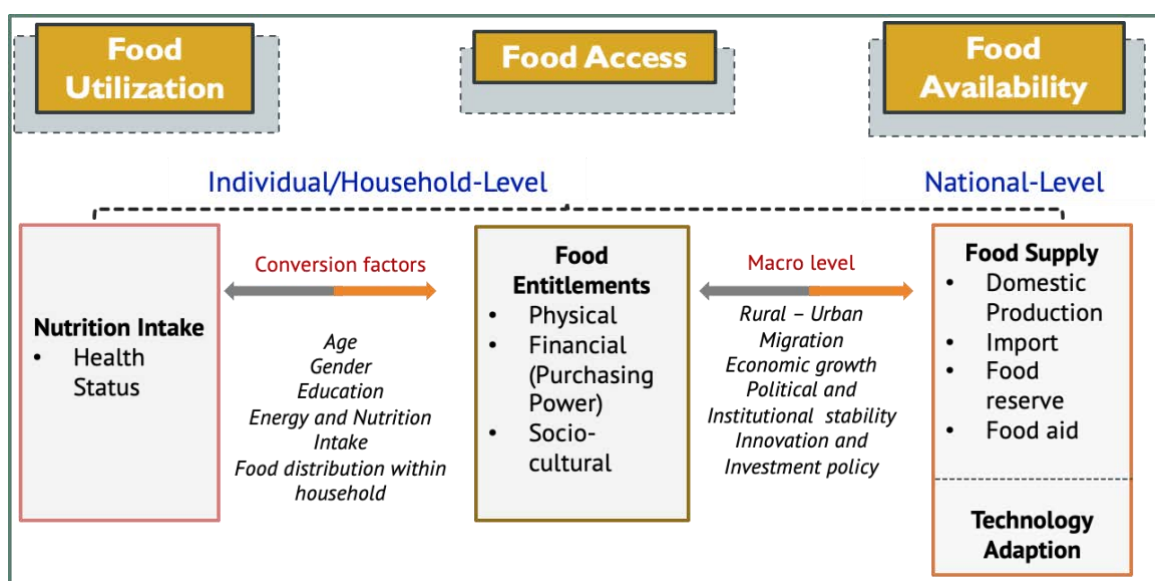 Food
Utilization
Food Access
Food
Availability
Individual/Household-Level
National-Level
Nutrition Intake
• Health
Status
Conversion factors
Age
Gender
Education
Energy and Nutrition
Intake
Food distribution within
household
Food
Entitlements
• Physical
• Financial
(Purchasing
Power)
• Socio-
cultural
Macro level
Rural – Urban
Migration
Economic growth
Political and
Institutional stability
Innovation and
Investment policy
Food Supply
• Domestic
Production
• Import
• Food
reserve
• Food aid
Technology
Adaption